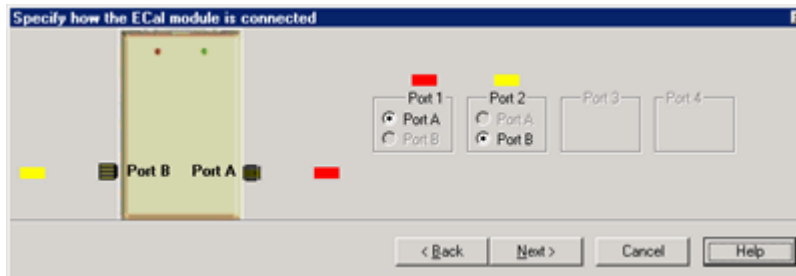 Specify how the ECal module is connected
Port 1 Port 2 Port 3 Port 4
Port A Port A
Port B Port B
Port B Port A
< Back Next > Cancel Help